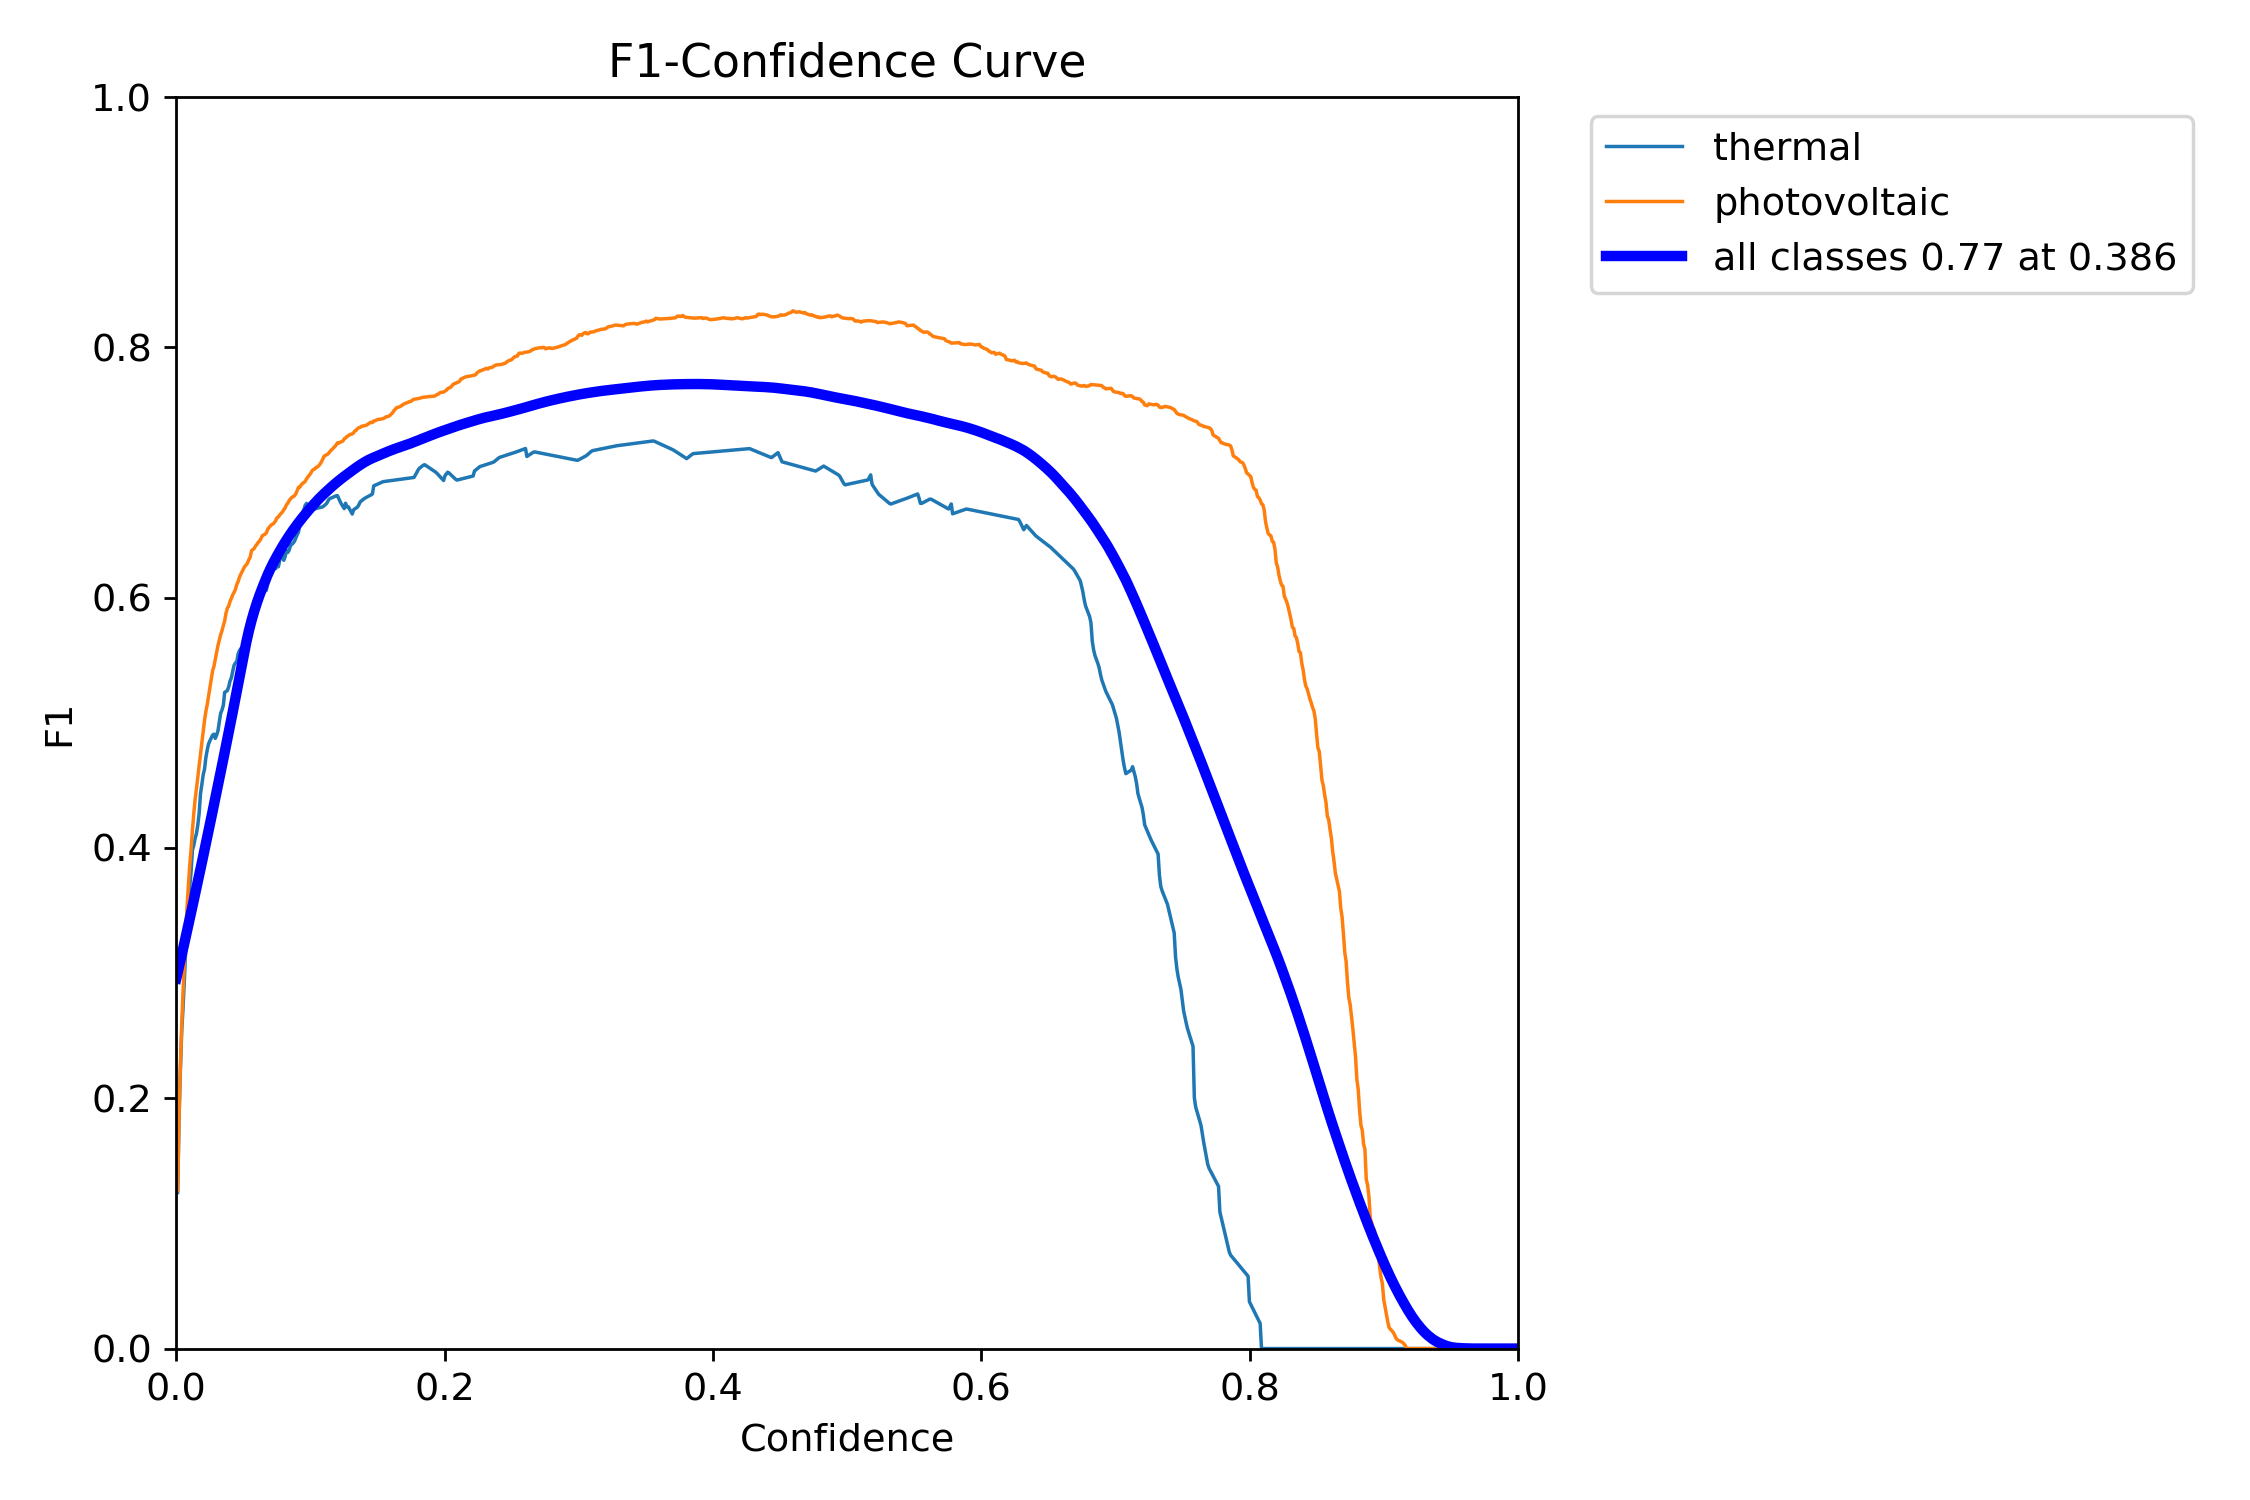 F1-Confidence Curve
1.0
0.8
0.6
0.4
0.2
0.0
F1
0.0 0.2 0.4 0.6 0.8 1.0
Confidence
thermal
photovoltaic
all classes 0.77 at 0.386